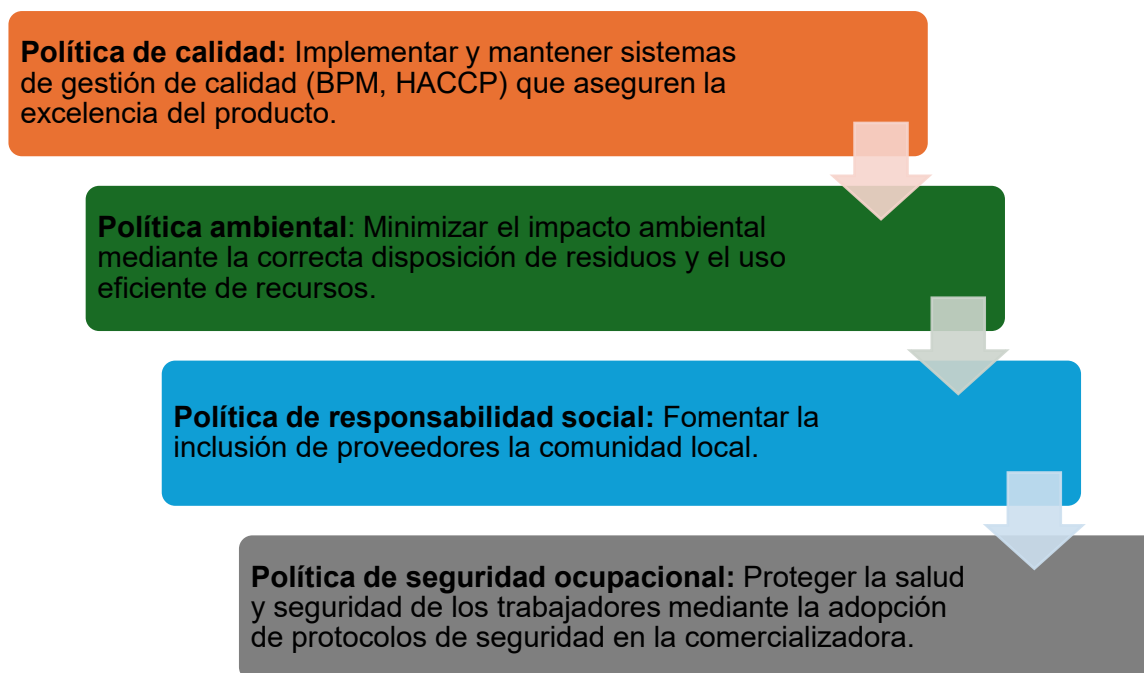 Política de calidad: Implementar y mantener sistemas
de gestión de calidad (BPM, HACCP) que aseguren la
excelencia del producto.
Política ambiental: Minimizar el impacto ambiental
mediante la correcta disposición de residuos y el uso
eficiente de recursos.
Política de responsabilidad social: Fomentar la
inclusión de proveedores la comunidad local.
Política de seguridad ocupacional: Proteger la salud
y seguridad de los trabajadores mediante la adopción
de protocolos de seguridad en la comercializadora.